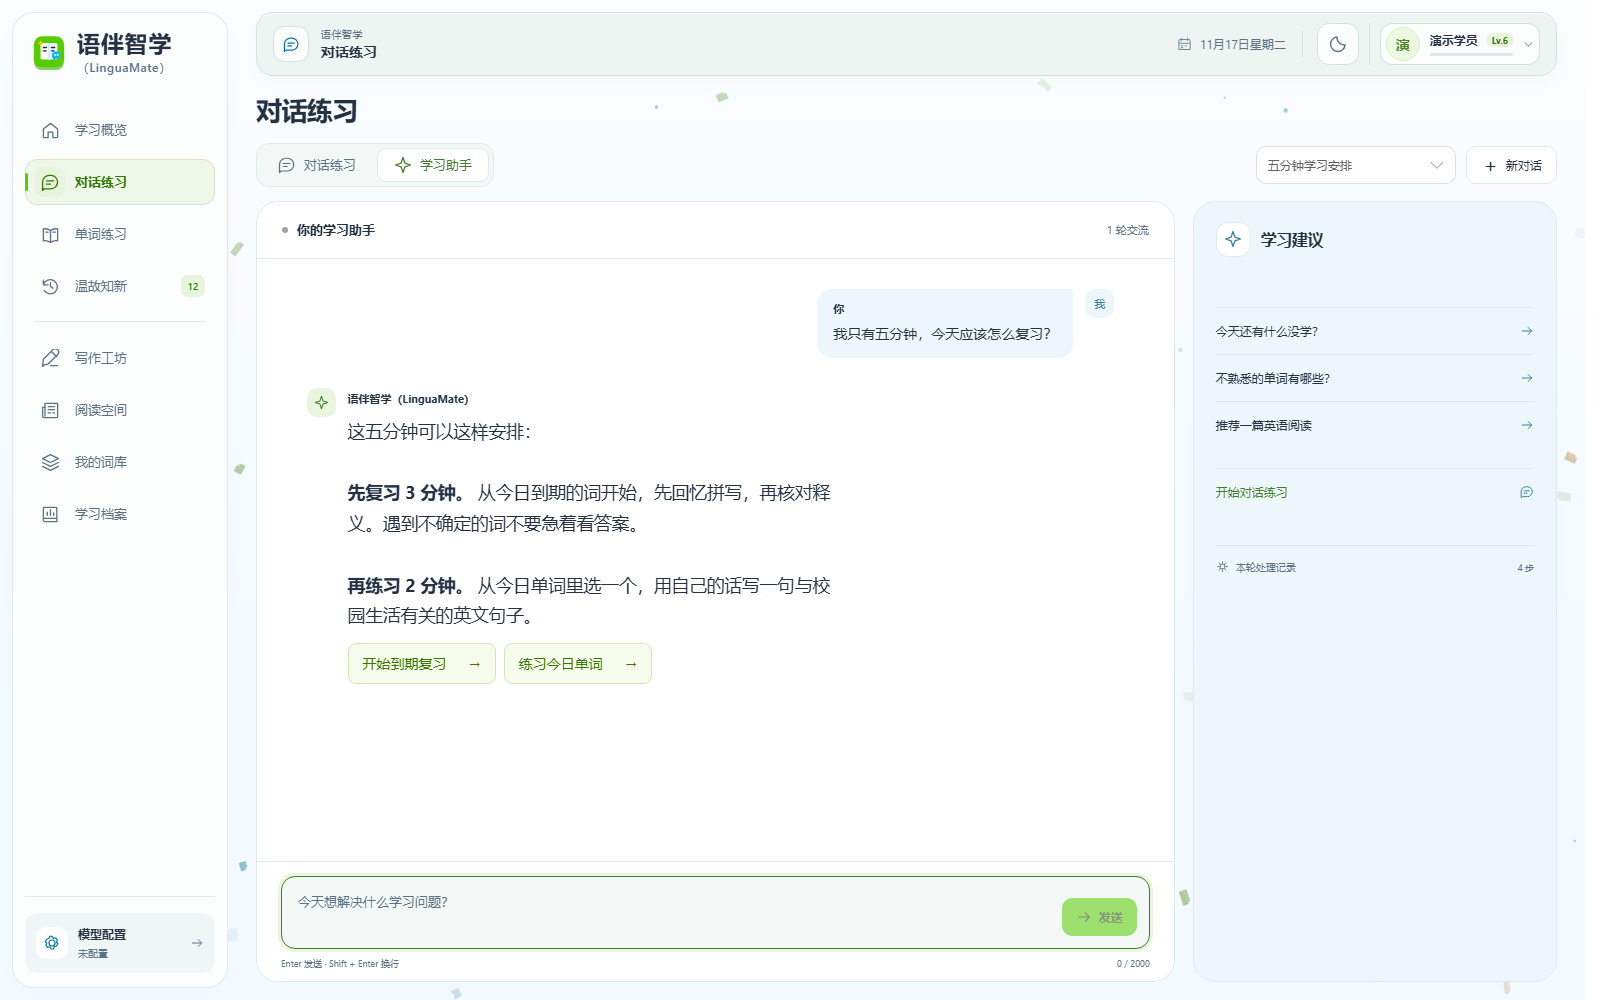 语伴智学
（LinguaMate）
学习概览
对话练习
单词练习
温故知新
12
写作工坊
阅读空间
我的词库
学习档案
模型配置
未配置
语伴智学
对话练习
11月17日星期二
演
演示学员
Lv.6
对话练习
对话练习
学习助手
五分钟学习安排
新对话
你的学习助手
1 轮交流
你
我只有五分钟，今天应该怎么复习？
我
语伴智学（LinguaMate）
这五分钟可以这样安排：
先复习 3 分钟。 从今日到期的词开始，先回忆拼写，再核对释
义。遇到不确定的词不要急着看答案。
再练习 2 分钟。 从今日单词里选一个，用自己的话写一句与校
园生活有关的英文句子。
开始到期复习 →
练习今日单词 →
今天想解决什么学习问题？
发送
Enter 发送 · Shift + Enter 换行
0 / 2000
学习建议
今天还有什么没学？
不熟悉的单词有哪些？
推荐一篇英语阅读
开始对话练习
本轮处理记录
4 步